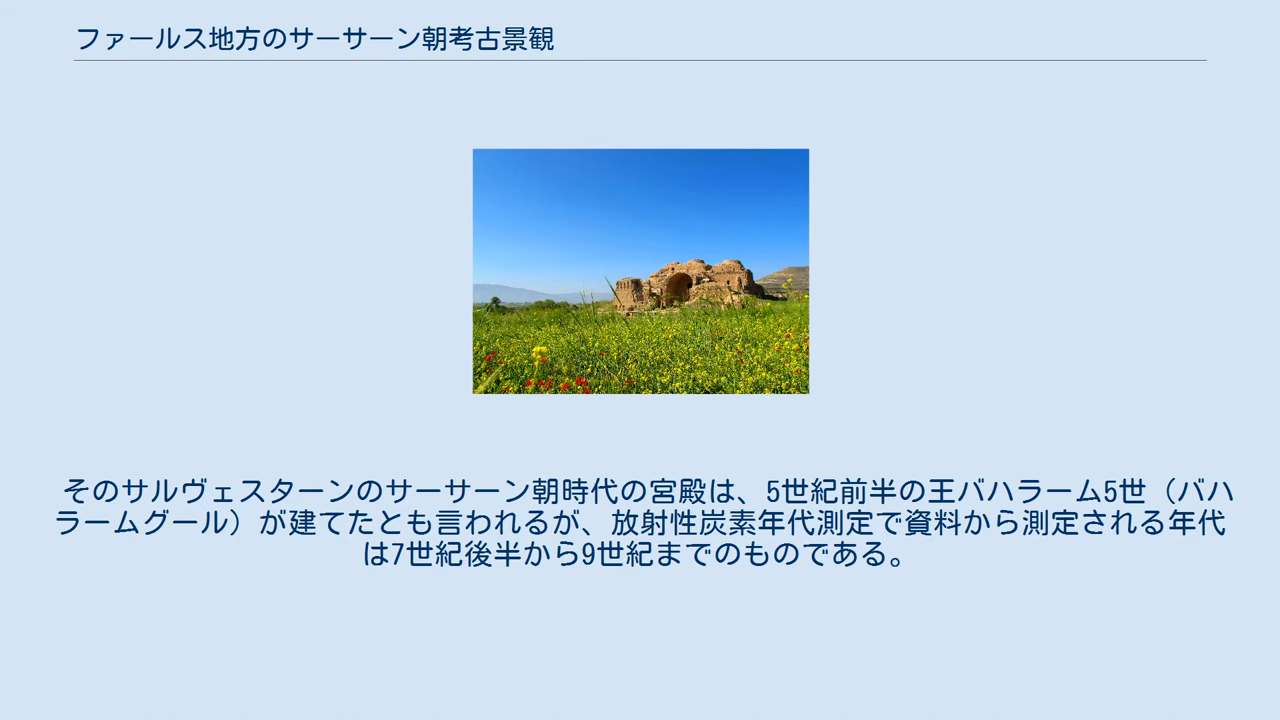 ファールス地方のサーサーン朝考古景観
そのサルヴェスターンのサーサーン朝時代の宮殿は、5世紀前半の王バハラーム5世（バハ
ラームグール）が建てたとも言われるが、放射性炭素年代測定で資料から測定される年代
は7世紀後半から9世紀までのものである。